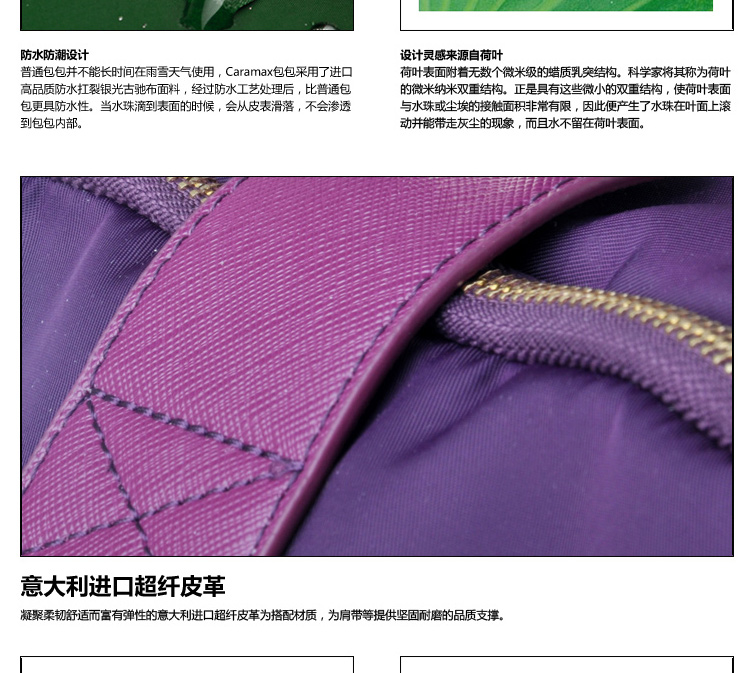 防水防潮设计
普通包包并不能长时间在雨雪天气使用，Caramax包包采用了进口
高品质防水扛裂银光古驰布面料，经过防水工艺处理后，比普通包
包更具防水性。当水珠滴到表面的时候，会从皮表滑落，不会渗透
到包包内部。
设计灵感来源自荷叶
荷叶表面附着无数个微米级的蜡质乳突结构。科学家将其称为荷叶
的微米纳米双重结构。正是具有这些微小的双重结构，使荷叶表面
与水珠或尘埃的接触面积非常有限，因此便产生了水珠在叶面上滚
动并能带走灰尘的现象，而且水不留在荷叶表面。
意大利进口超纤皮革
凝聚柔韧舒适而富有弹性的意大利进口超纤皮革为搭配材质，为肩带等提供坚固耐磨的品质支撑。